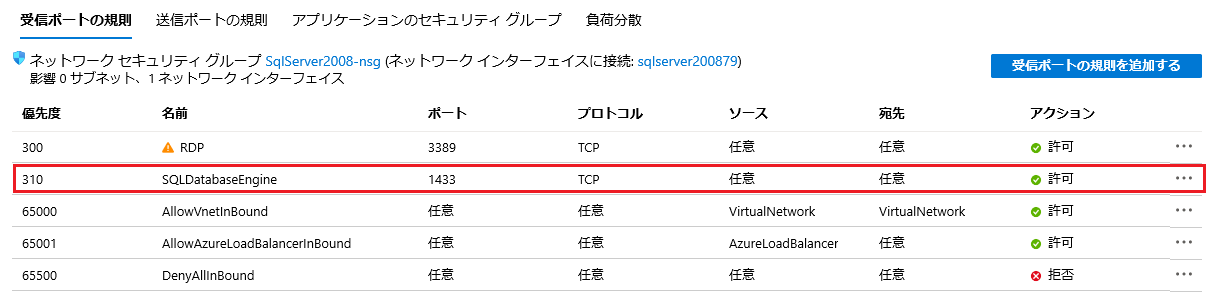 受信ポートの規則 送信ポートの規則 アプリケーションのセキュリティ グループ 負荷分散
ネットワーク セキュリティ グループ SqlServer2008-nsg (ネットワーク インターフェイスに接続: sqlserver200879)
影響 0 サブネット、1 ネットワーク インターフェイス
受信ポートの規則を追加する
優先度 名前 ポート プロトコル ソース 宛先 アクション
300 RDP 3389 TCP 任意 任意 許可
310 SQLDatabaseEngine 1433 TCP 任意 任意 許可
65000 AllowVnetInBound 任意 任意 VirtualNetwork VirtualNetwork 許可
65001 AllowAzureLoadBalancerInBound 任意 任意 AzureLoadBalancer 任意 許可
65500 DenyAllInBound 任意 任意 任意 任意 拒否